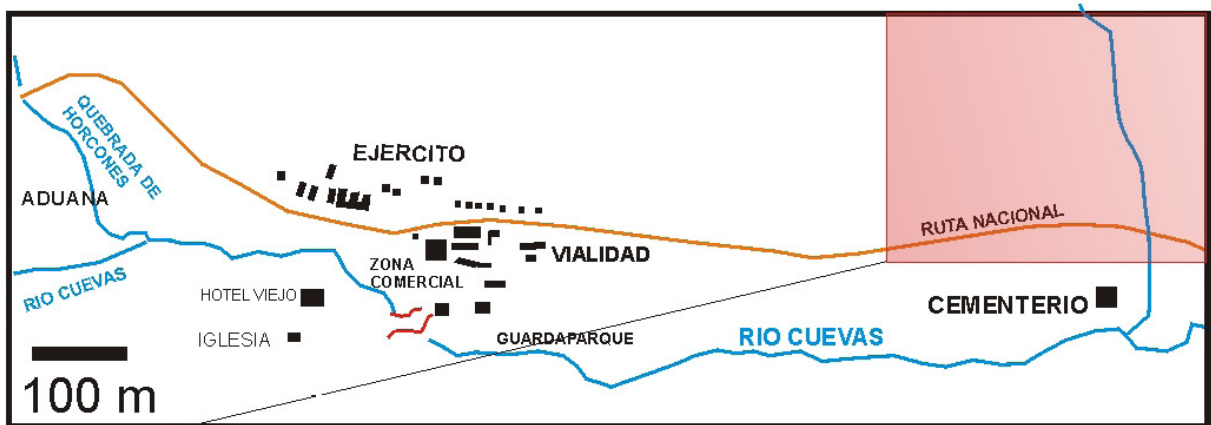 QUEBRADA DE
HORCONES
EJERCITO
ADUANA
RUTA NACIONAL
VIALIDAD
ZONA
COMERCIAL
RIO CUEVAS
HOTEL VIEJO
CEMENTERIO
IGLESIA
GUARDAPARQUE
RIO CUEVAS
100 m